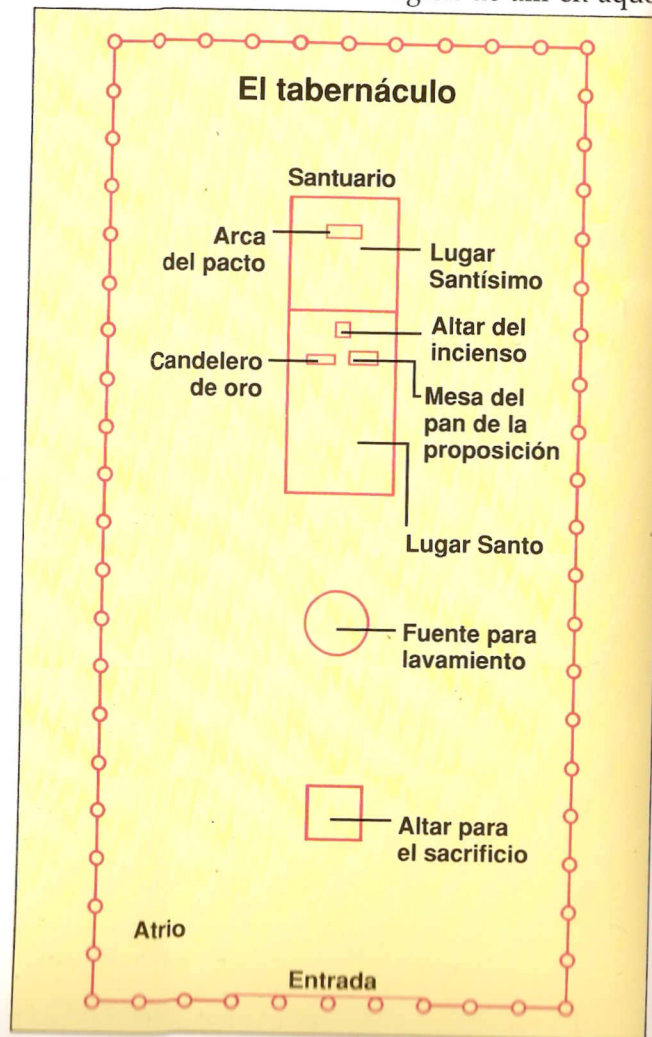 El tabernáculo
Santuario
Arca
del pacto
Lugar
Santísimo
Altar del
incienso
Candelero
de oro
Mesa del
pan de la
proposición
Lugar Santo
Fuente para
lavamiento
Altar para
el sacrificio
Atrio
Entrada